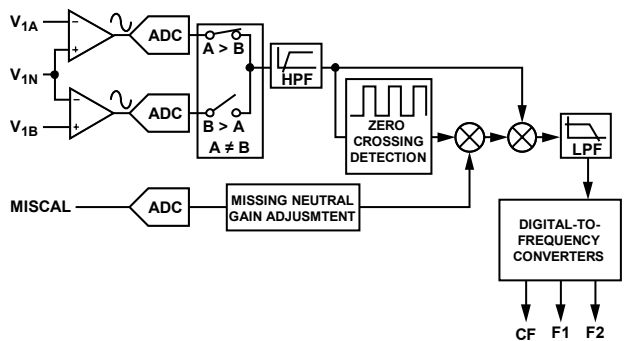 V1A
V1N
V1B
−
+
−
+
ADC
ADC
A > B
B > A
A ≠ B
HPF
ZERO
CROSSING
DETECTION
LPF
MISCAL
ADC
MISSING NEUTRAL
GAIN ADJUSMTENT
DIGITAL-TO-
FREQUENCY
CONVERTERS
CF
F1
F2